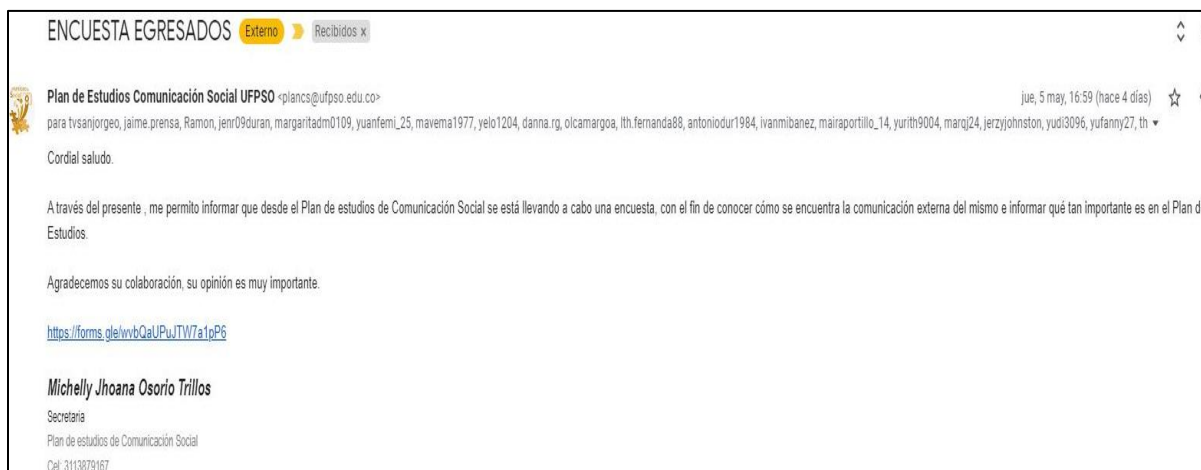 ENCUESTA EGRESADOS Externo Recibidos x
Plan de Estudios Comunicación Social UFPSO <plancs@ufpso.edu.co> jue, 5 may, 16:59 (hace 4 días)
para tvsanjorgeo, jaime.prensa, Ramon, jenr09duran, margaritadm0109, yuanfemi_25, mavema1977, yelo1204, danna.rg, olcamargoa, lth.fernanda88, antoniodur1984, ivanmibanez, mairaportillo_14, yurith9004, marqj24, jerzyjohnston, yudi3096, yufanny27, th
Cordial saludo.
A través del presente , me permito informar que desde el Plan de estudios de Comunicación Social se está llevando a cabo una encuesta, con el fin de conocer cómo se encuentra la comunicación externa del mismo e informar qué tan importante es en el Plan d
Estudios.
Agradecemos su colaboración, su opinión es muy importante.
https://forms.gle/wvbQaUPuJTW7a1pP6
Michelly Jhoana Osorio Trillos
Secretaria
Plan de estudios de Comunicación Social
Cel: 3113879167